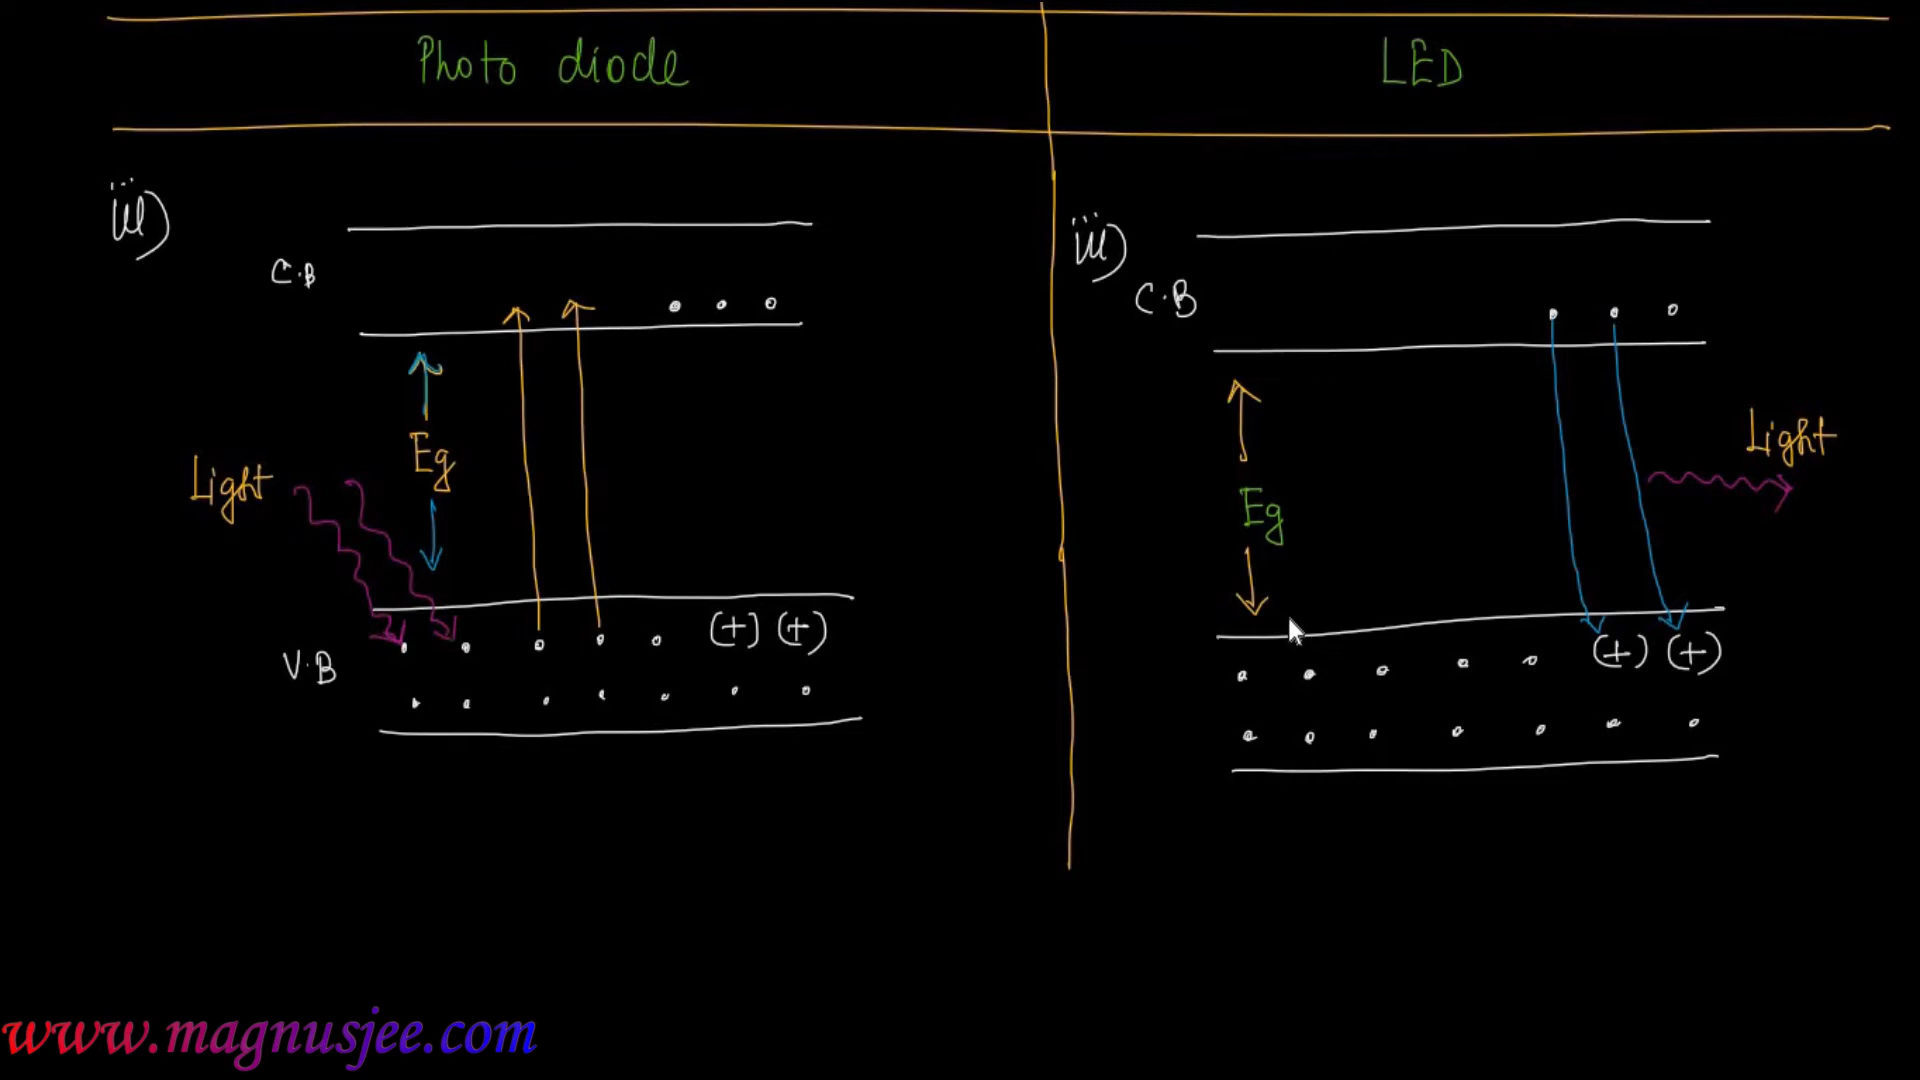 Photo diode
LED
iii)
C.B
Eg
Light
(+) (+)
V.B
iii)
C.B
Light
Eg
(+) (+)
www.magnusjee.com